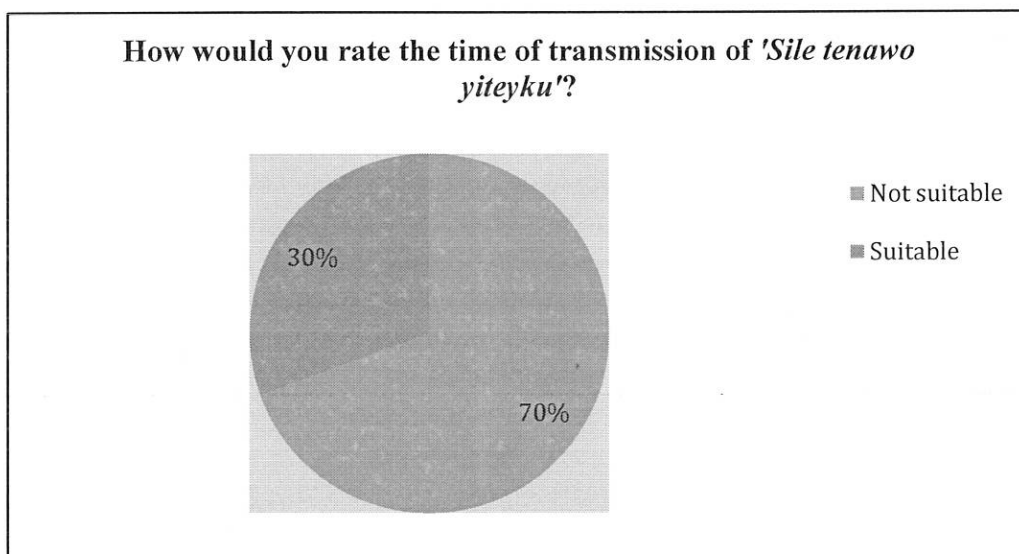 How would you rate the time of transmission of 'Sile tenawo
yiteyku'?
Not suitable
Suitable
30%
70%